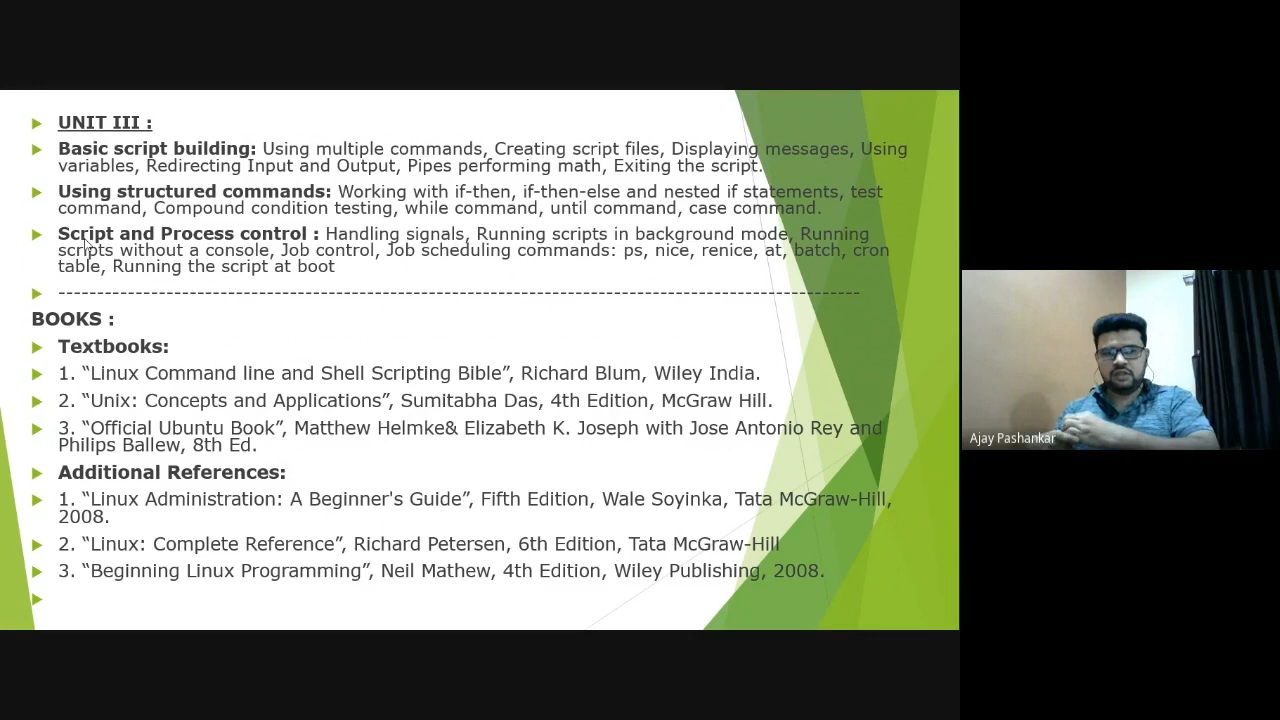 UNIT III :
Basic script building: Using multiple commands, Creating script files, Displaying messages, Using
variables, Redirecting Input and Output, Pipes performing math, Exiting the script.
Using structured commands: Working with if-then, if-then-else and nested if statements, test
command, Compound condition testing, while command, until command, case command.
Script and Process control : Handling signals, Running scripts in background mode, Running
scripts without a console, Job control, Job scheduling commands: ps, nice, renice, at, batch, cron
table, Running the script at boot
------------------------------------------------------------------------------------------------
BOOKS :
Textbooks:
1. “Linux Command line and Shell Scripting Bible”, Richard Blum, Wiley India.
2. “Unix: Concepts and Applications”, Sumitabha Das, 4th Edition, McGraw Hill.
3. “Official Ubuntu Book”, Matthew Helmke& Elizabeth K. Joseph with Jose Antonio Rey and
Philips Ballew, 8th Ed.
Additional References:
1. “Linux Administration: A Beginner's Guide”, Fifth Edition, Wale Soyinka, Tata McGraw-Hill,
2008.
2. “Linux: Complete Reference”, Richard Petersen, 6th Edition, Tata McGraw-Hill
3. “Beginning Linux Programming”, Neil Mathew, 4th Edition, Wiley Publishing, 2008.
Ajay Pashankar